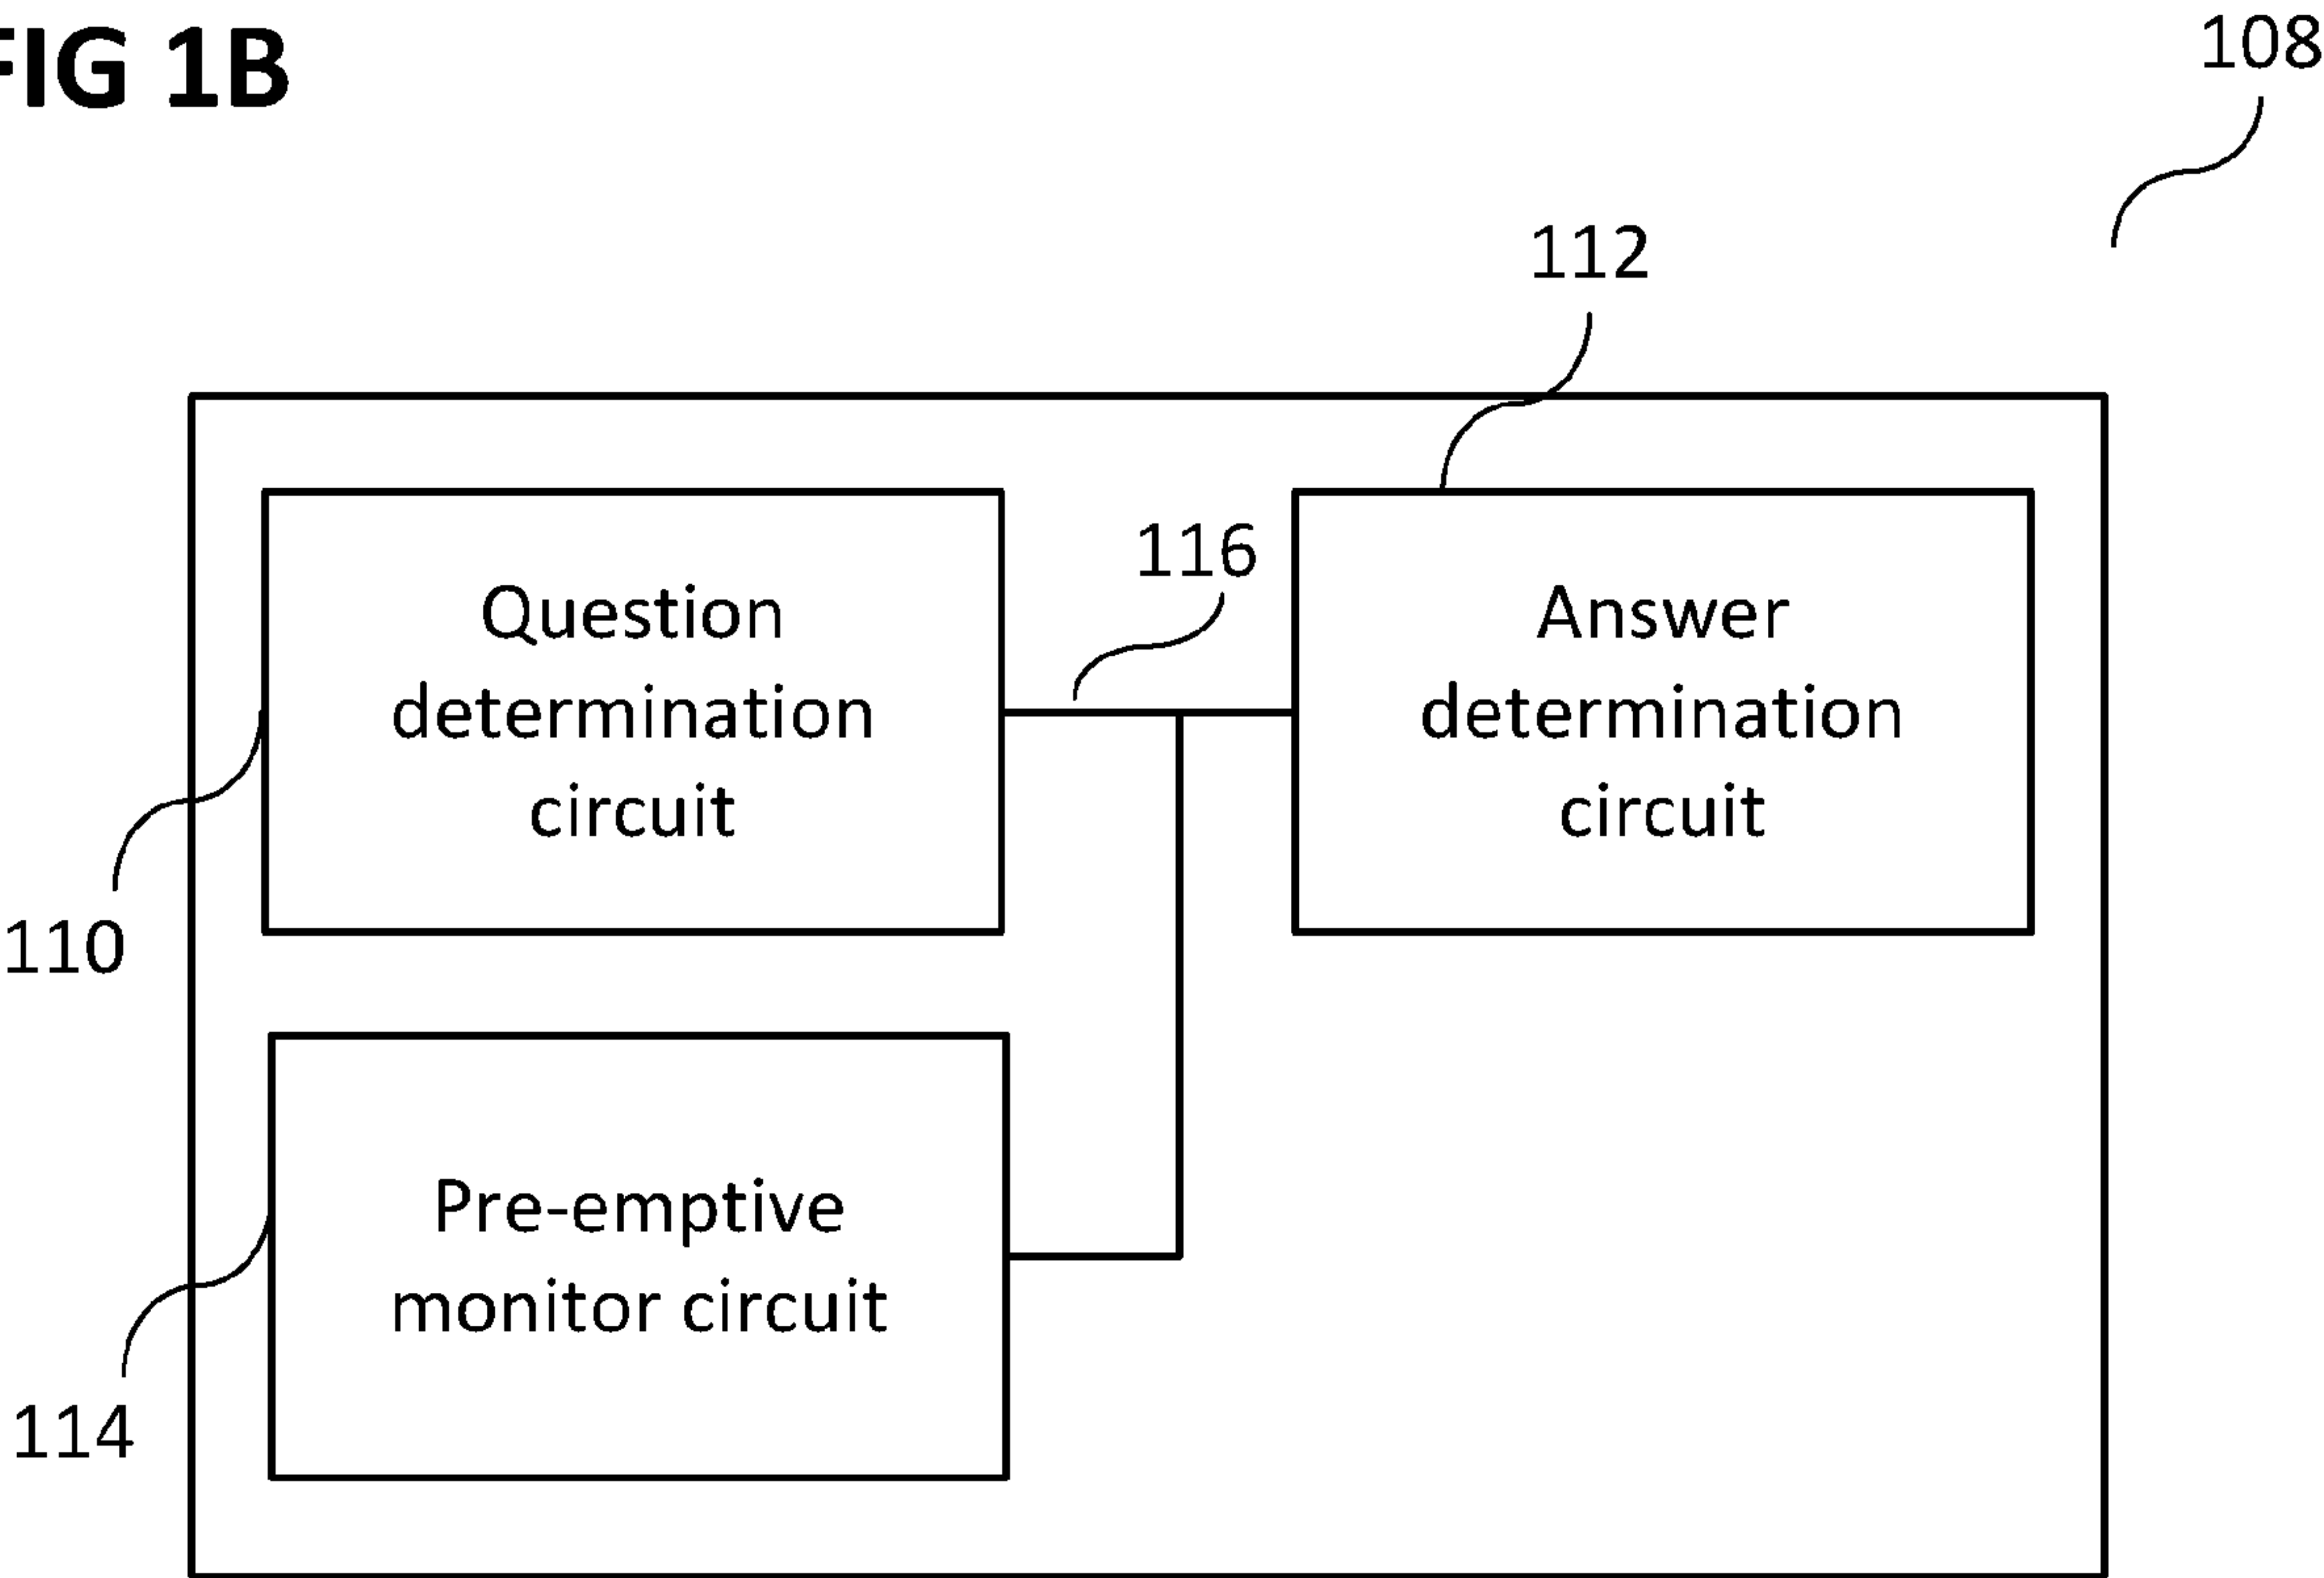 FIG 1B
108
112
116
Question
determination
circuit
Answer
determination
circuit
110
Pre-emptive
monitor circuit
114